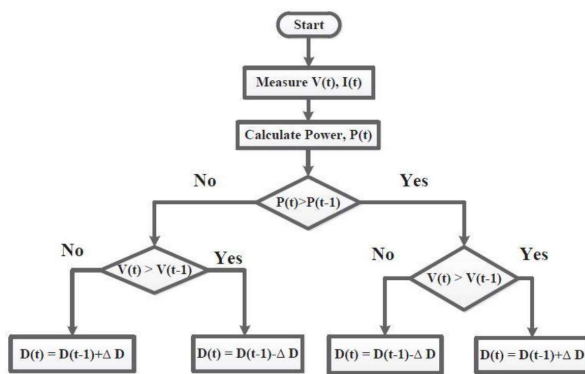 Start
Measure V(t), I(t)
Calculate Power, P(t)
No
Yes
P(t)>P(t-1)
No
Yes
No
Yes
V(t) > V(t-1)
V(t) > V(t-1)
D(t) = D(t-1)+Δ D
D(t) = D(t-1)-Δ D
D(t) = D(t-1)-Δ D
D(t) = D(t-1)+Δ D